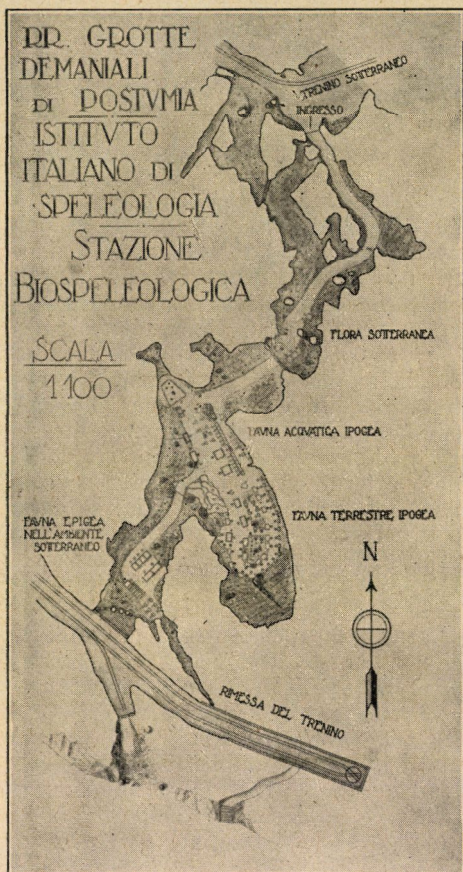 RR. GROTTE
DEMANIALI
DI POSTVMIA
ISTITVTO
ITALIANO DI
SPELEOLOGIA
STAZIONE
BIOSPELEOLOGICA
SCALA
1:100
TRENINO SOTTERRANEO
INGRESSO
FLORA SOTTERRANEA
FAVNA ACQVATICA IPOGEA
FAVNA TERRESTRE IPOGEA
FAVNA EPIGEA
NELL'AMBIENTE
SOTTERRANEO
N
RIMESSA DEL TRENINO